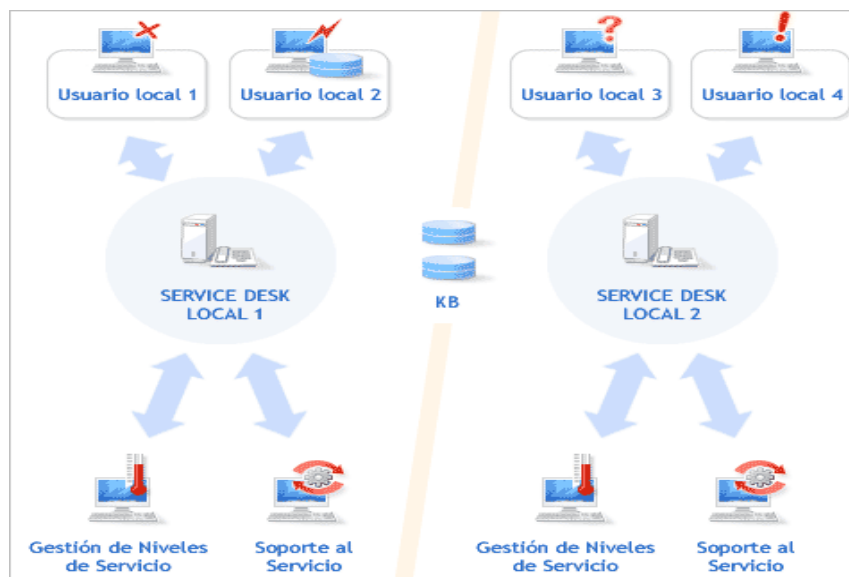 Usuario local 1
Usuario local 2
Usuario local 3
Usuario local 4
SERVICE DESK
LOCAL 1
KB
SERVICE DESK
LOCAL 2
Gestión de Niveles
de Servicio
Soporte al
Servicio
Gestión de Niveles
de Servicio
Soporte al
Servicio